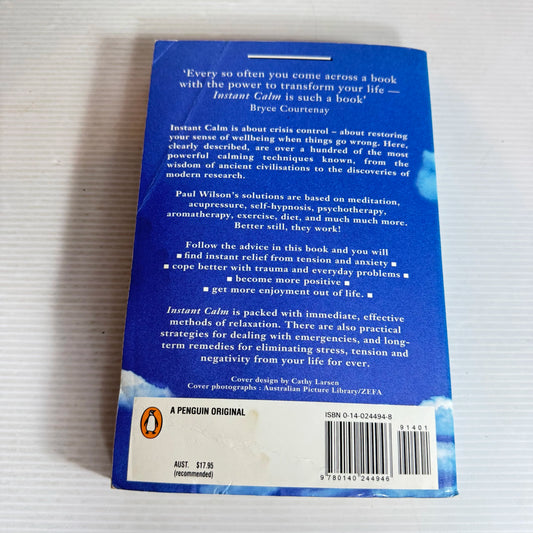 ‘Every so often you come across a book
with the power to transform your life —
Instant Calm is such a book’
Bryce Courtenay
Instant Calm is about crisis control – about restoring
your sense of wellbeing when things go wrong. Here,
clearly described, are over a hundred of the most
powerful calming techniques known, from the
wisdom of ancient civilisations to the discoveries of
modern research.
Paul Wilson's solutions are based on meditation,
acupressure, self-hypnosis, psychotherapy,
aromatherapy, exercise, diet, and much much more.
Better still, they work!
Follow the advice in this book and you will
■ find instant relief from tension and anxiety ■
■ cope better with trauma and everyday problems ■
■ become more positive ■
■ get more enjoyment out of life. ■
Instant Calm is packed with immediate, effective
methods of relaxation. There are also practical
strategies for dealing with emergencies, and long-
term remedies for eliminating stress, tension and
negativity from your life for ever.
Cover design by Cathy Larsen
Cover photographs : Australian Picture Library/ZEFA
A PENGUIN ORIGINAL
AUST. $17.95
(recommended)
ISBN 0-14-024494-8
91401
9 780140 244946